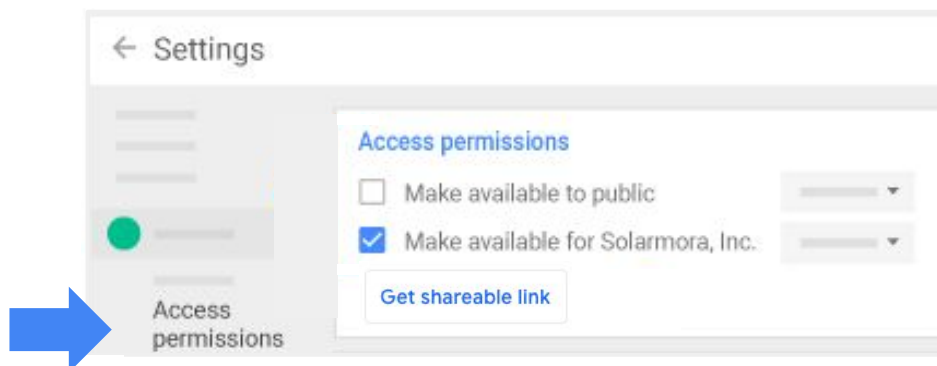 Settings
Access permissions
Make available to public
Make available for Solarmora, Inc.
Get shareable link
Access
permissions